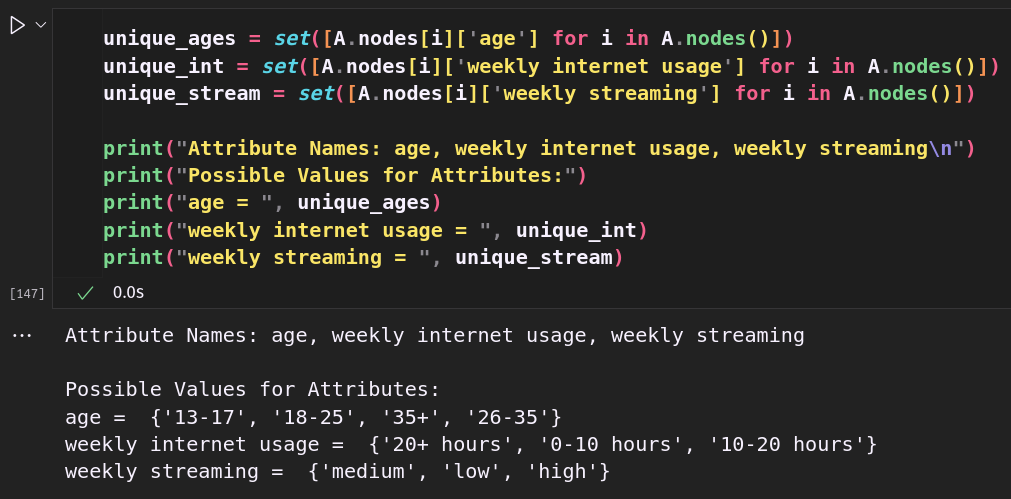 unique_ages = set([A.nodes[i]['age'] for i in A.nodes()])
unique_int = set([A.nodes[i]['weekly internet usage'] for i in A.nodes()])
unique_stream = set([A.nodes[i]['weekly streaming'] for i in A.nodes()])
print("Attribute Names: age, weekly internet usage, weekly streaming\n")
print("Possible Values for Attributes:")
print("age = ", unique_ages)
print("weekly internet usage = ", unique_int)
print("weekly streaming = ", unique_stream)
[147] 0.0s
Attribute Names: age, weekly internet usage, weekly streaming
Possible Values for Attributes:
age =  {'13-17', '18-25', '35+', '26-35'}
weekly internet usage =  {'20+ hours', '0-10 hours', '10-20 hours'}
weekly streaming =  {'medium', 'low', 'high'}